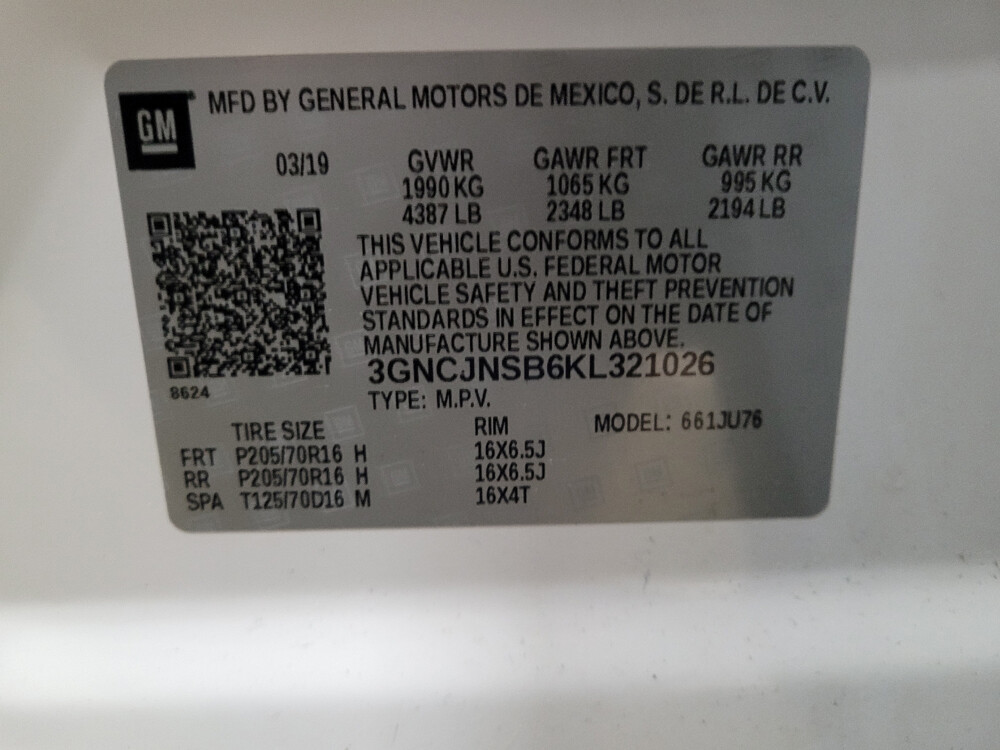 GM
MFD BY GENERAL MOTORS DE MEXICO, S. DE R.L. DE C.V.
03/19 GVWR GAWR FRT GAWR RR
1990 KG 1065 KG 995 KG
4387 LB 2348 LB 2194 LB
THIS VEHICLE CONFORMS TO ALL
APPLICABLE U.S. FEDERAL MOTOR
VEHICLE SAFETY AND THEFT PREVENTION
STANDARDS IN EFFECT ON THE DATE OF
MANUFACTURE SHOWN ABOVE.
3GNCJNSB6KL321026
8624
TYPE: M.P.V.
TIRE SIZE RIM MODEL: 661JU76
FRT P205/70R16 H 16X6.5J
RR P205/70R16 H 16X6.5J
SPA T125/70D16 M 16X4T